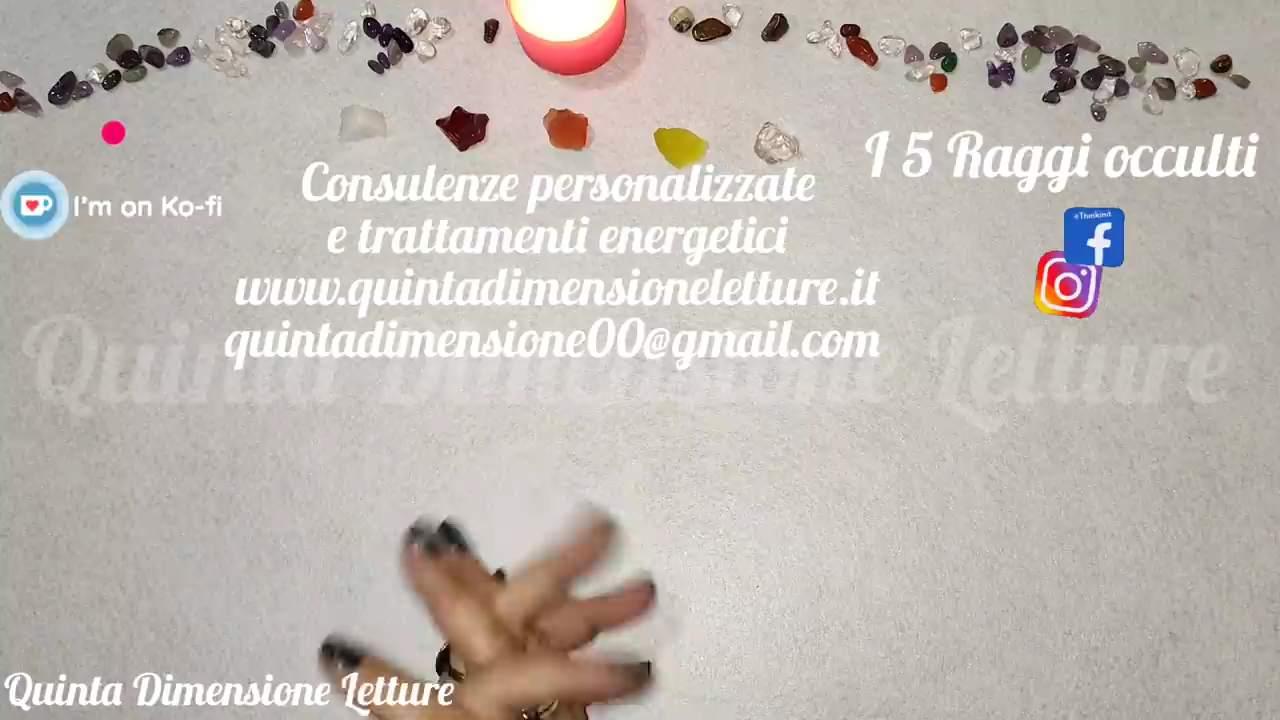 I 5 Raggi occulti
I'm on Ko-fi
Consulenze personalizzate
e trattamenti energetici
www.quintadimensioneletture.it
quintadimensione00@gmail.com
Quinta Dimensione Letture
Quinta Dimensione Letture